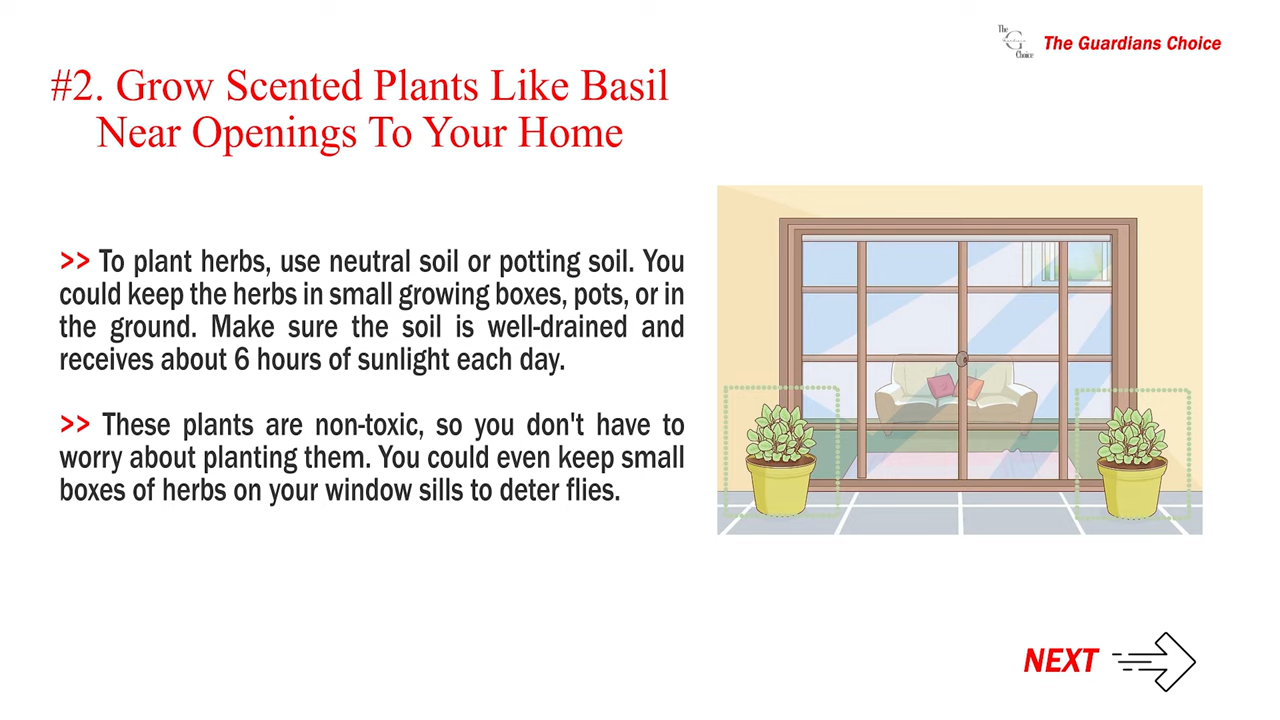 The
G
Guardians
Choice
The Guardians Choice
#2. Grow Scented Plants Like Basil
Near Openings To Your Home
>> To plant herbs, use neutral soil or potting soil. You
could keep the herbs in small growing boxes, pots, or in
the ground. Make sure the soil is well-drained and
receives about 6 hours of sunlight each day.
>> These plants are non-toxic, so you don't have to
worry about planting them. You could even keep small
boxes of herbs on your window sills to deter flies.
NEXT